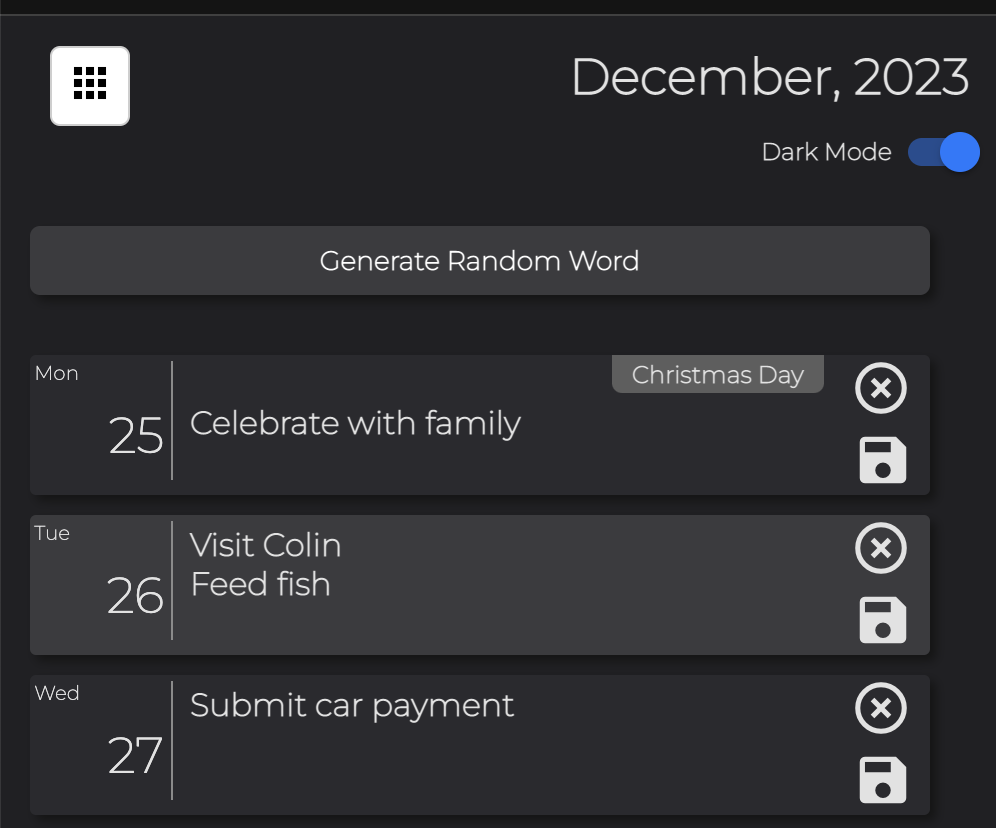 December, 2023
Dark Mode
Generate Random Word
Mon
Christmas Day
25
Celebrate with family
Tue
26
Visit Colin
Feed fish
Wed
27
Submit car payment